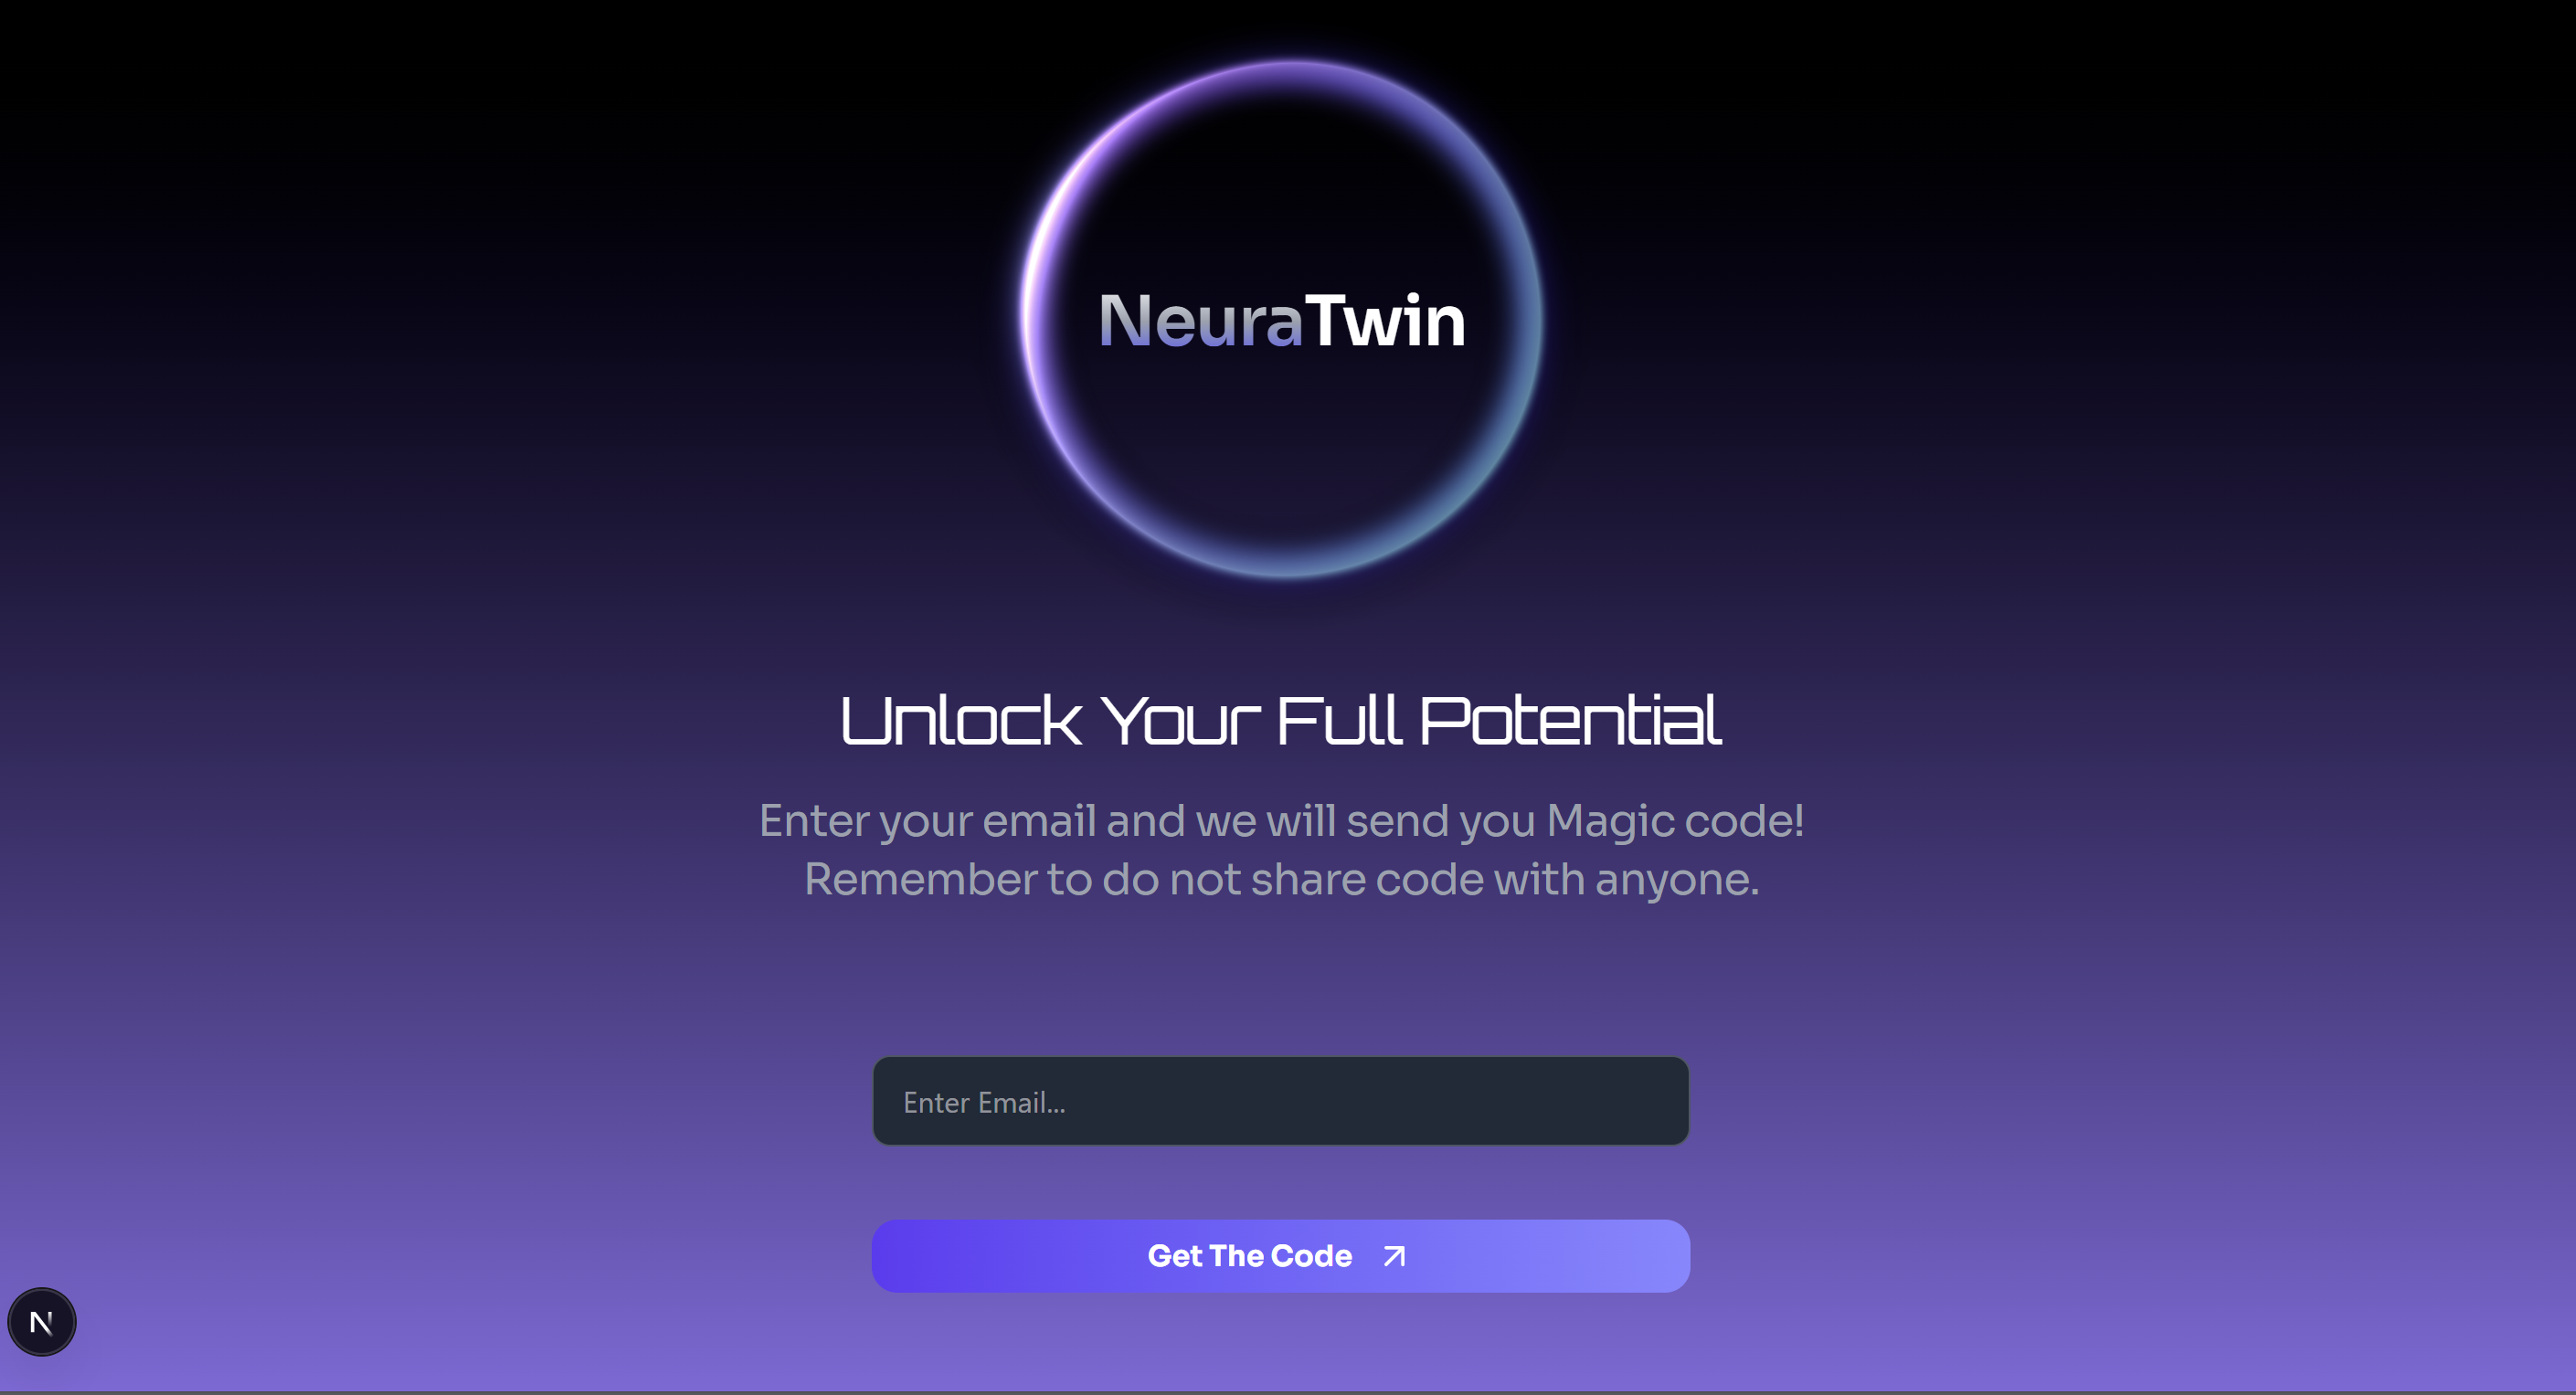 NeuraTwin
Unlock Your Full Potential
Enter your email and we will send you Magic code!
Remember to do not share code with anyone.
Enter Email...
Get The Code
N